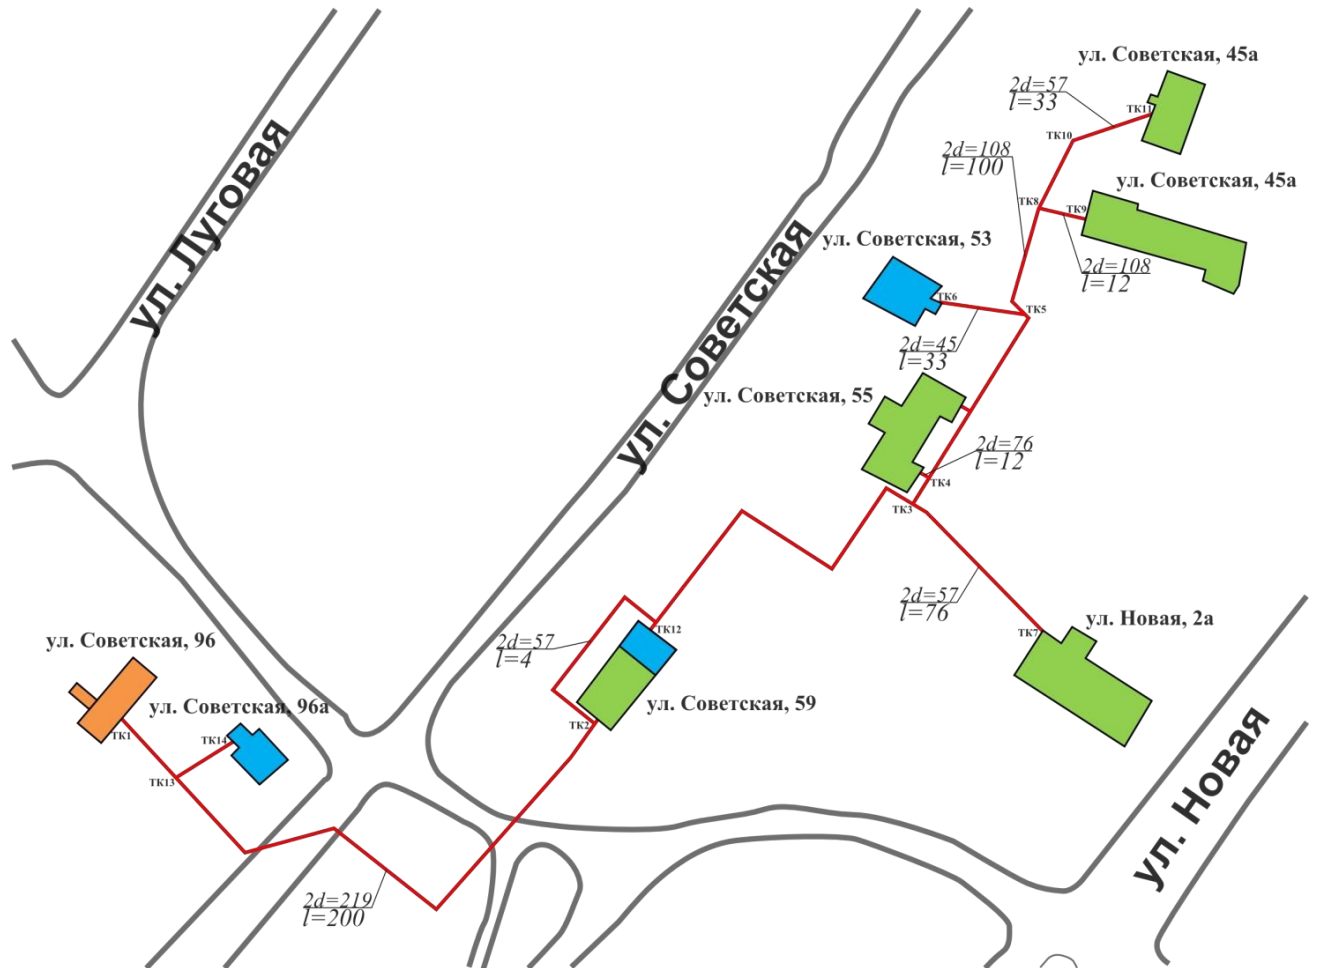 ул. Советская, 45а
2d=57
l=33
ТК11
ТК10
2d=108
l=100
ул. Луговая
ул. Советская, 45а
ТК8
ТК9
ул. Советская, 53
2d=108
l=12
ТК6
ТК5
ул. Советская
2d=45
l=33
ул. Советская, 55
2d=76
l=12
ТК4
ТК3
2d=57
l=76
ул. Новая, 2а
ТК7
ТК12
2d=57
l=4
ул. Советская, 96
ул. Советская, 59
ул. Советская, 96а
ТК2
ТК1
ТК14
ТК13
ул. Новая
2d=219
l=200